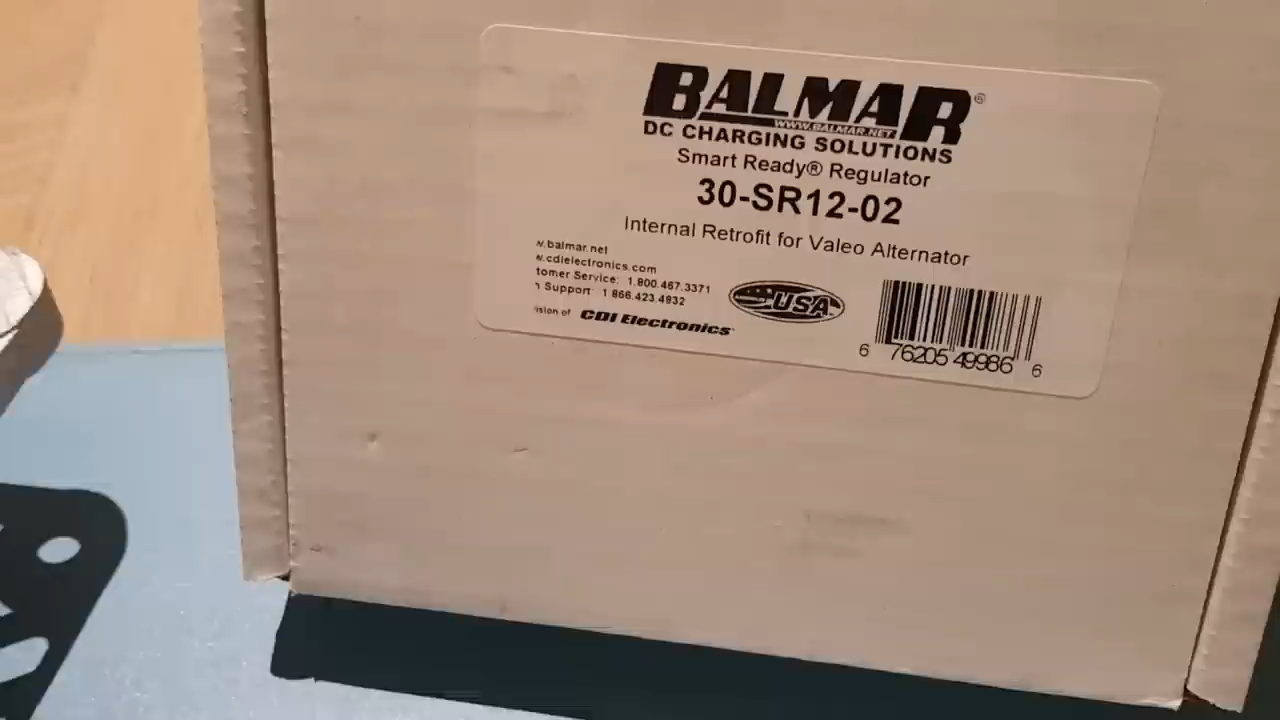 BALMAR®
WWW.BALMAR.NET
DC CHARGING SOLUTIONS
Smart Ready® Regulator
30-SR12-02
Internal Retrofit for Valeo Alternator
w.balmar.net
w.cdielectronics.com
tomer Service: 1.800.467.3371
Support: 1 866.423.4832
ision of CDI Electronics
USA
6 76205 49986 6